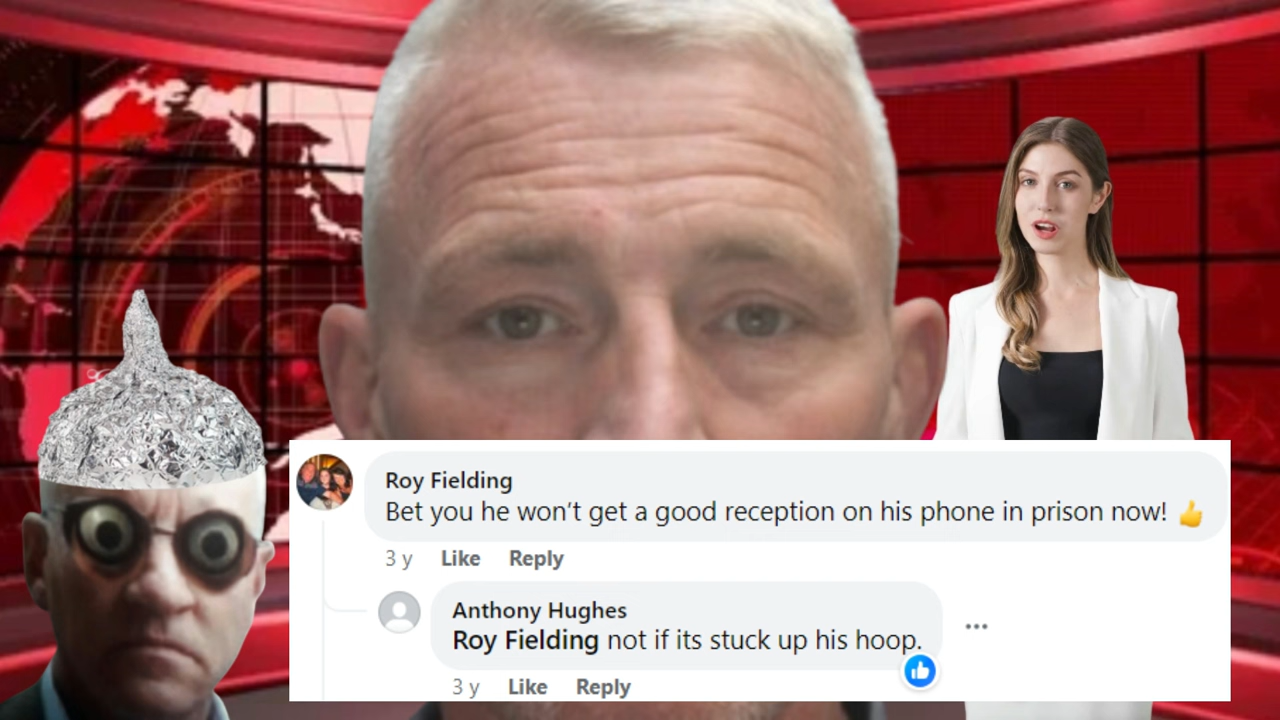 Roy Fielding
Bet you he won't get a good reception on his phone in prison now! 👍
3 y Like Reply
Anthony Hughes
Roy Fielding not if its stuck up his hoop.
3 y Like Reply